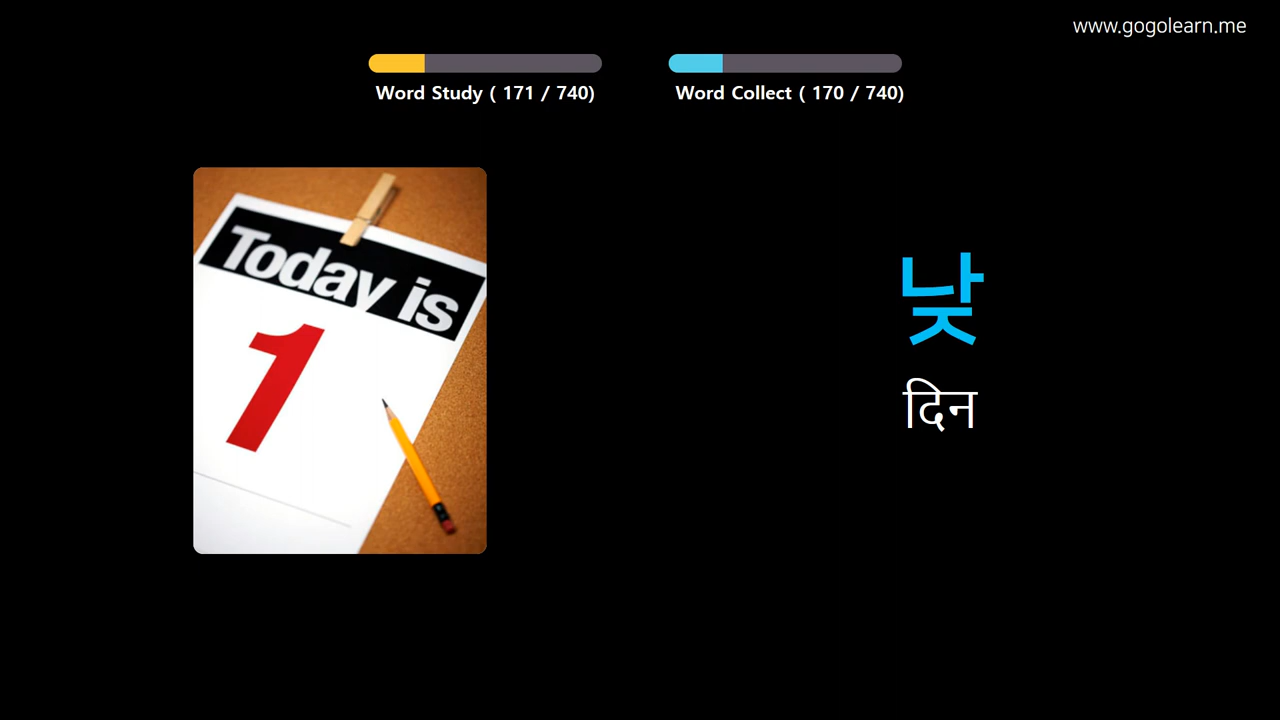 www.gogolearn.me
Word Study ( 171 / 740)
Word Collect ( 170 / 740)
Today is
1
낮
दिन